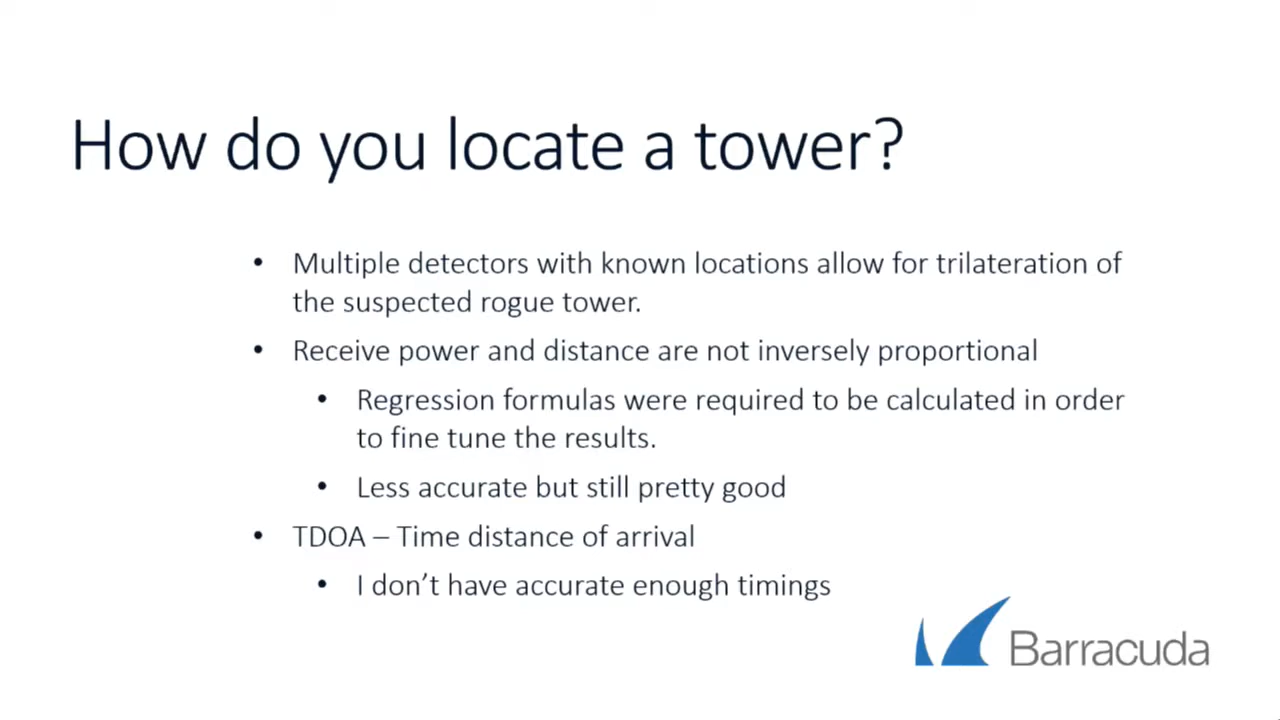 How do you locate a tower?
• Multiple detectors with known locations allow for trilateration of
the suspected rogue tower.
• Receive power and distance are not inversely proportional
• Regression formulas were required to be calculated in order
to fine tune the results.
• Less accurate but still pretty good
• TDOA – Time distance of arrival
• I don’t have accurate enough timings
Barracuda